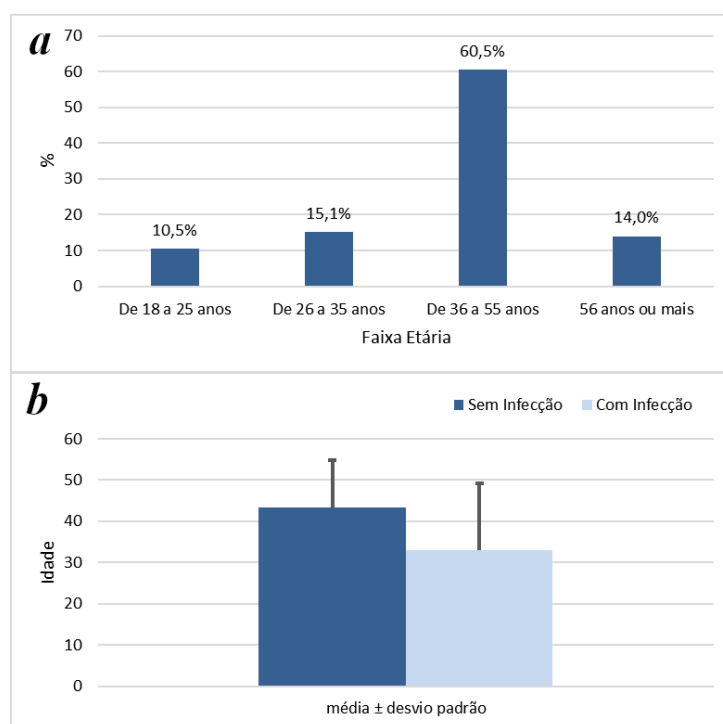 a
70
60
50
40
30
20
10
0
%
10,5%
15,1%
60,5%
14,0%
De 18 a 25 anos
De 26 a 35 anos
De 36 a 55 anos
56 anos ou mais
Faixa Etária
b
Sem Infecção
Com Infecção
60
50
40
30
20
10
0
Idade
média ± desvio padrão